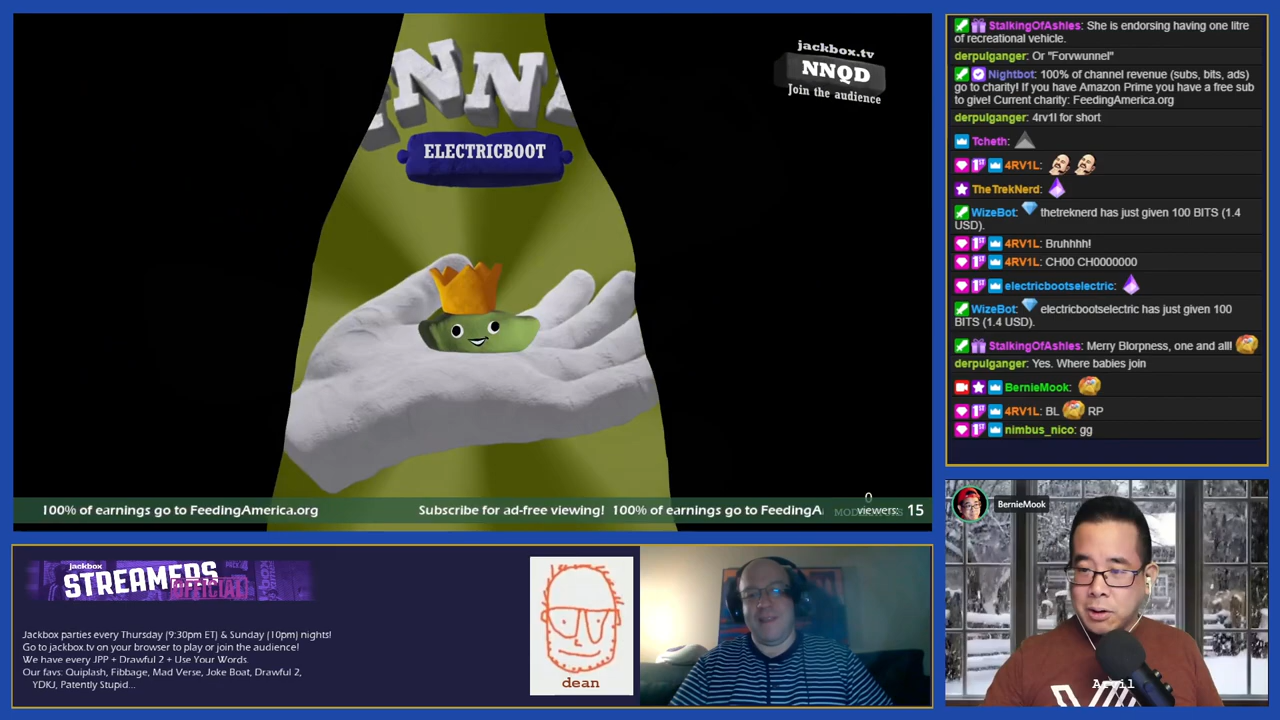 NN
ELECTRICBOOT
jackbox.tv
NNQD
Join the audience
100% of earnings go to FeedingAmerica.org
Subscribe for ad-free viewing! 100% of earnings go to FeedingA
0
viewers: 15
StalkingOfAshles: She is endorsing having one litre
of recreational vehicle.
derpulganger: Or "Forvwunnel"
Nightbot: 100% of channel revenue (subs, bits, ads)
go to charity! If you have Amazon Prime you have a free sub
to give! Current charity: FeedingAmerica.org
derpulganger: 4rv1l for short
Tcheth:
4RV1L:
TheTrekNerd:
WizeBot: thetreknerd has just given 100 BITS (1.4
USD).
4RV1L: Bruhhhh!
4RV1L: CH00 CH0000000
electricbootselectric:
WizeBot: electricbootselectric has just given 100
BITS (1.4 USD).
StalkingOfAshles: Merry Blorpness, one and all!
derpulganger: Yes. Where babies join
BernieMook:
4RV1L: BL RP
nimbus_nico: gg
jackbox
STREAMERS
OFFICIAL
Jackbox parties every Thursday (9:30pm ET) & Sunday (10pm) nights!
Go to jackbox.tv on your browser to play or join the audience!
We have every JPP + Drawful 2 + Use Your Words.
Our favs: Quiplash, Fibbage, Mad Verse, Joke Boat, Drawful 2,
YDKJ, Patently Stupid...
dean
BernieMook